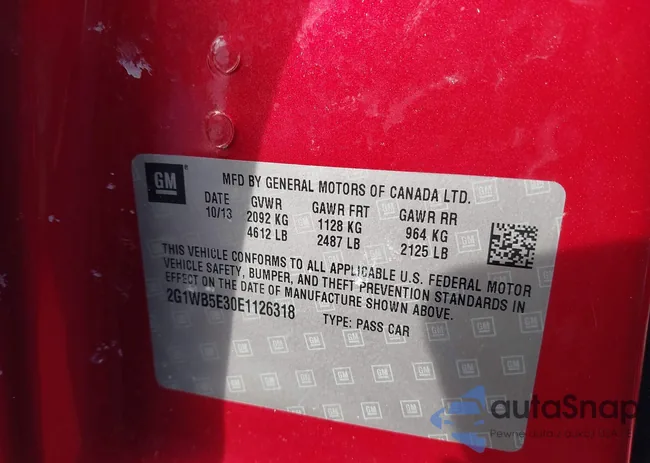 GM
MFD BY GENERAL MOTORS OF CANADA LTD.
DATE GVWR GAWR FRT GAWR RR
10/13 2092 KG 1128 KG 964 KG
4612 LB 2487 LB 2125 LB
THIS VEHICLE CONFORMS TO ALL APPLICABLE U.S. FEDERAL MOTOR
VEHICLE SAFETY, BUMPER, AND THEFT PREVENTION STANDARDS IN
EFFECT ON THE DATE OF MANUFACTURE SHOWN ABOVE.
2G1WB5E30E1126318 TYPE: PASS CAR
autaSnap